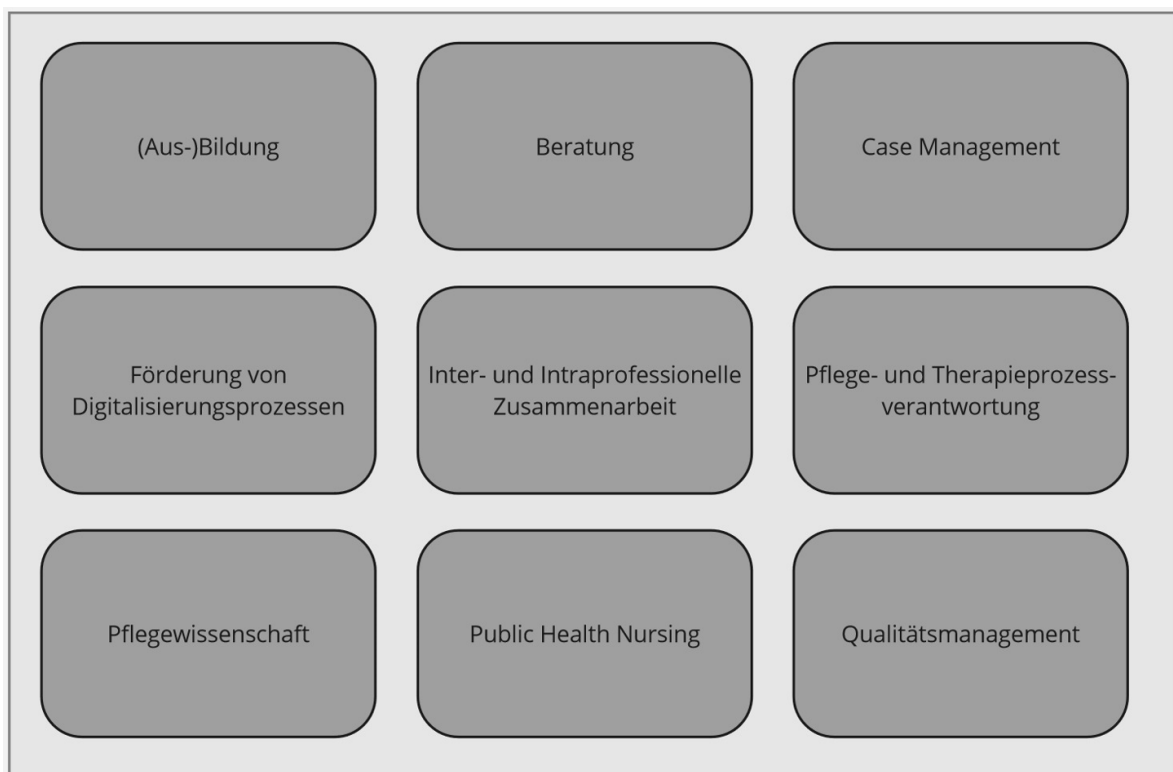 (Aus-)Bildung
Beratung
Case Management
Förderung von
Digitalisierungsprozessen
Inter- und Intraprofessionelle
Zusammenarbeit
Pflege- und Therapieprozess-
verantwortung
Pflegewissenschaft
Public Health Nursing
Qualitätsmanagement